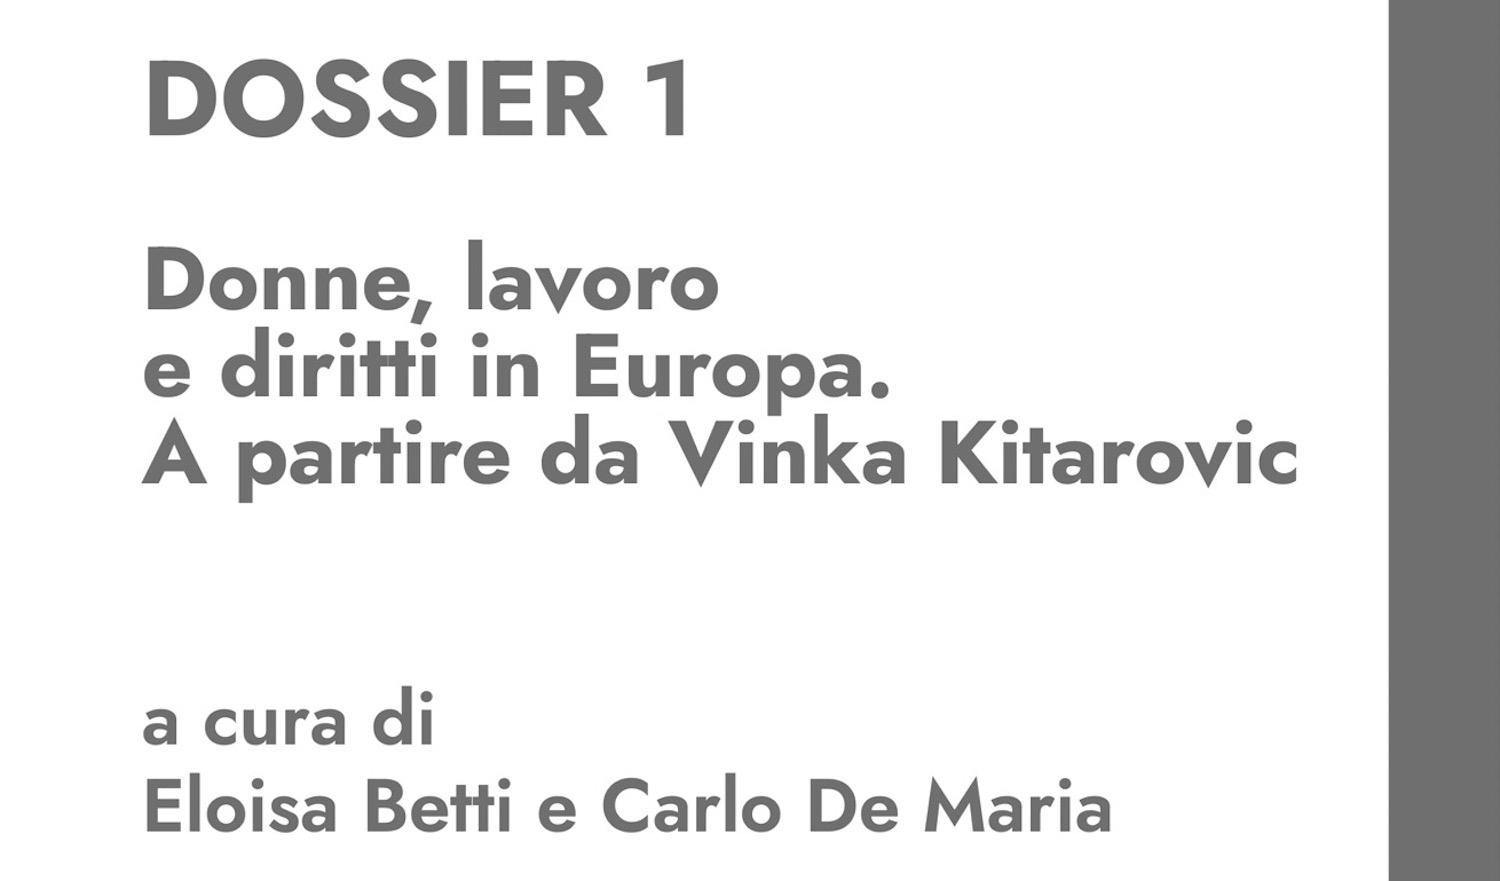 DOSSIER 1
Donne, lavoro
e diritti in Europa.
A partire da Vinka Kitarovic
a cura di
Eloisa Betti e Carlo De Maria